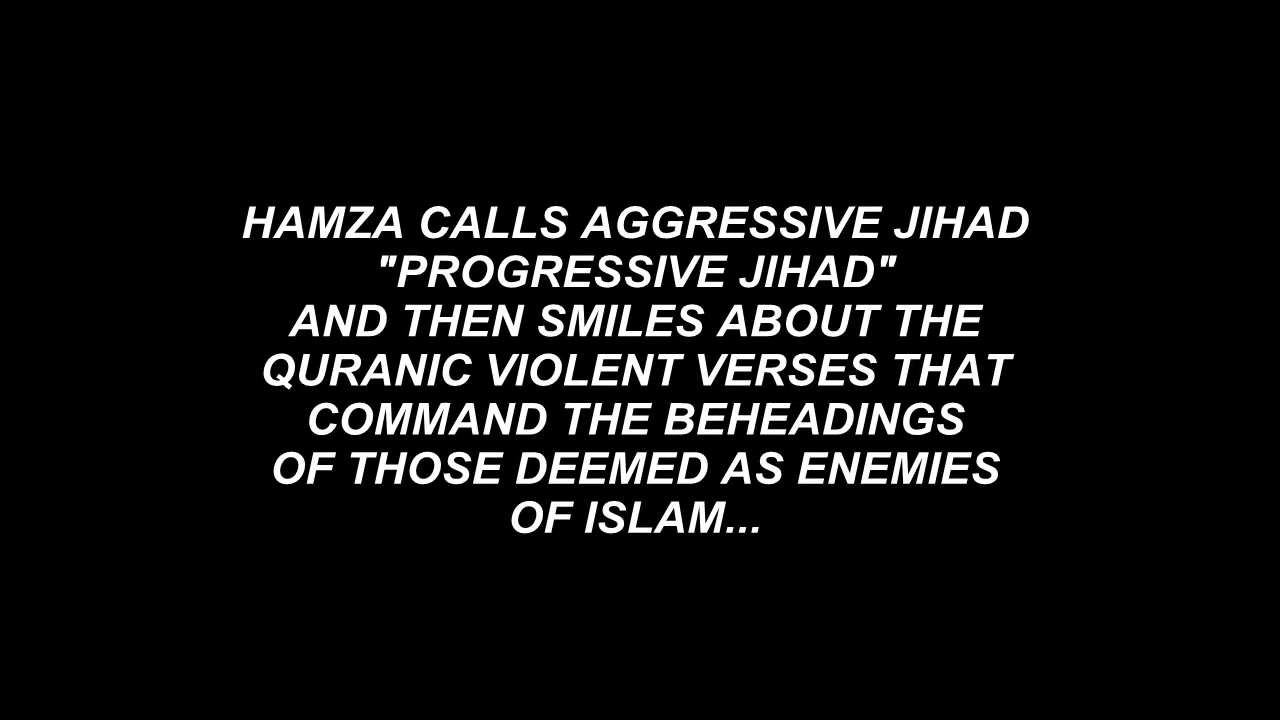 HAMZA CALLS AGGRESSIVE JIHAD
"PROGRESSIVE JIHAD"
AND THEN SMILES ABOUT THE
QURANIC VIOLENT VERSES THAT
COMMAND THE BEHEADINGS
OF THOSE DEEMED AS ENEMIES
OF ISLAM...